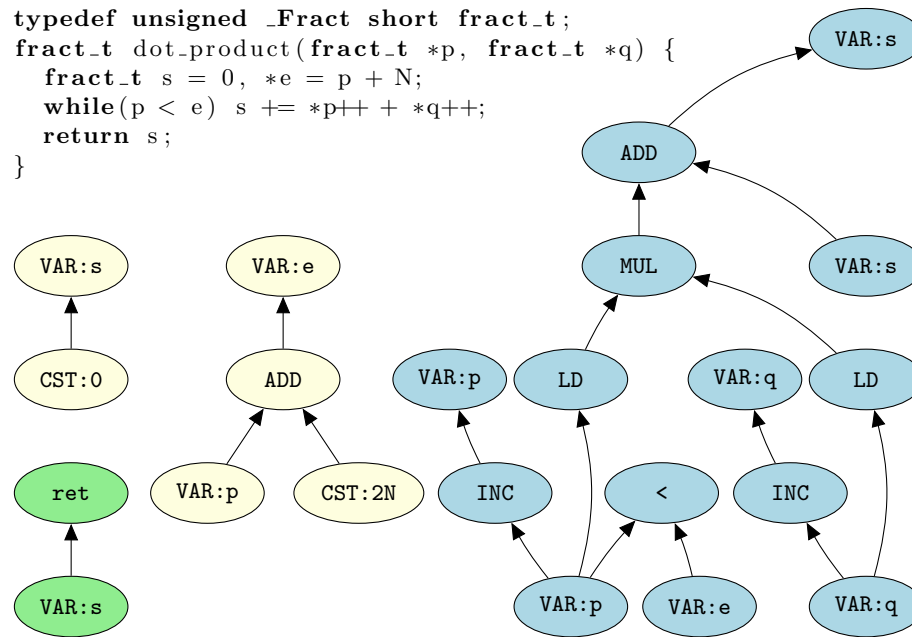 typedef unsigned _Fract short fract_t;
fract_t dot_product(fract_t *p, fract_t *q) {
fract_t s = 0, *e = p + N;
while(p < e) s += *p++ + *q++;
return s;
}
VAR:s
ADD
VAR:s
VAR:e
MUL
VAR:s
CST:0
ADD
VAR:p
LD
VAR:q
LD
ret
VAR:p
CST:2N
INC
<
INC
VAR:s
VAR:p
VAR:e
VAR:q